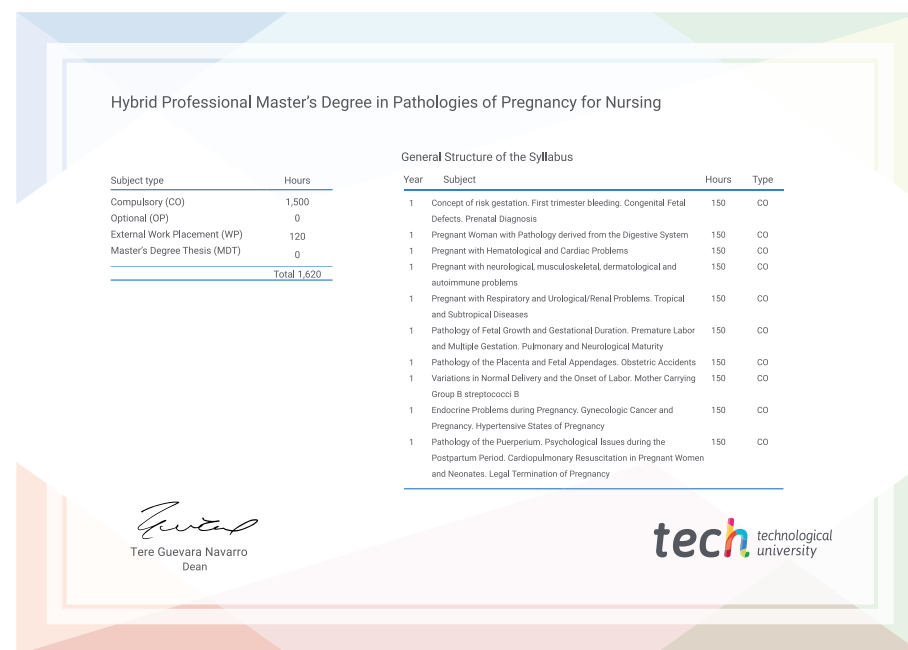 Hybrid Professional Master's Degree in Pathologies of Pregnancy for Nursing
Subject type Hours
Compulsory (CO) 1,500
Optional (OP) 0
External Work Placement (WP) 120
Master's Degree Thesis (MDT) 0
Total 1,620
General Structure of the Syllabus
Year Subject Hours Type
1 Concept of risk gestation. First trimester bleeding. Congenital Fetal 150 CO
Defects. Prenatal Diagnosis
1 Pregnant Woman with Pathology derived from the Digestive System 150 CO
1 Pregnant with Hematological and Cardiac Problems 150 CO
1 Pregnant with neurological, musculoskeletal, dermatological and 150 CO
autoimmune problems
1 Pregnant with Respiratory and Urological/Renal Problems. Tropical 150 CO
and Subtropical Diseases
1 Pathology of Fetal Growth and Gestational Duration. Premature Labor 150 CO
and Multiple Gestation. Pulmonary and Neurological Maturity
1 Pathology of the Placenta and Fetal Appendages. Obstetric Accidents 150 CO
1 Variations in Normal Delivery and the Onset of Labor. Mother Carrying 150 CO
Group B streptococci B
1 Endocrine Problems during Pregnancy. Gynecologic Cancer and 150 CO
Pregnancy. Hypertensive States of Pregnancy
1 Pathology of the Puerperium. Psychological Issues during the 150 CO
Postpartum Period. Cardiopulmonary Resuscitation in Pregnant Women
and Neonates. Legal Termination of Pregnancy
Tere Guevara Navarro
Dean
tech technological
university